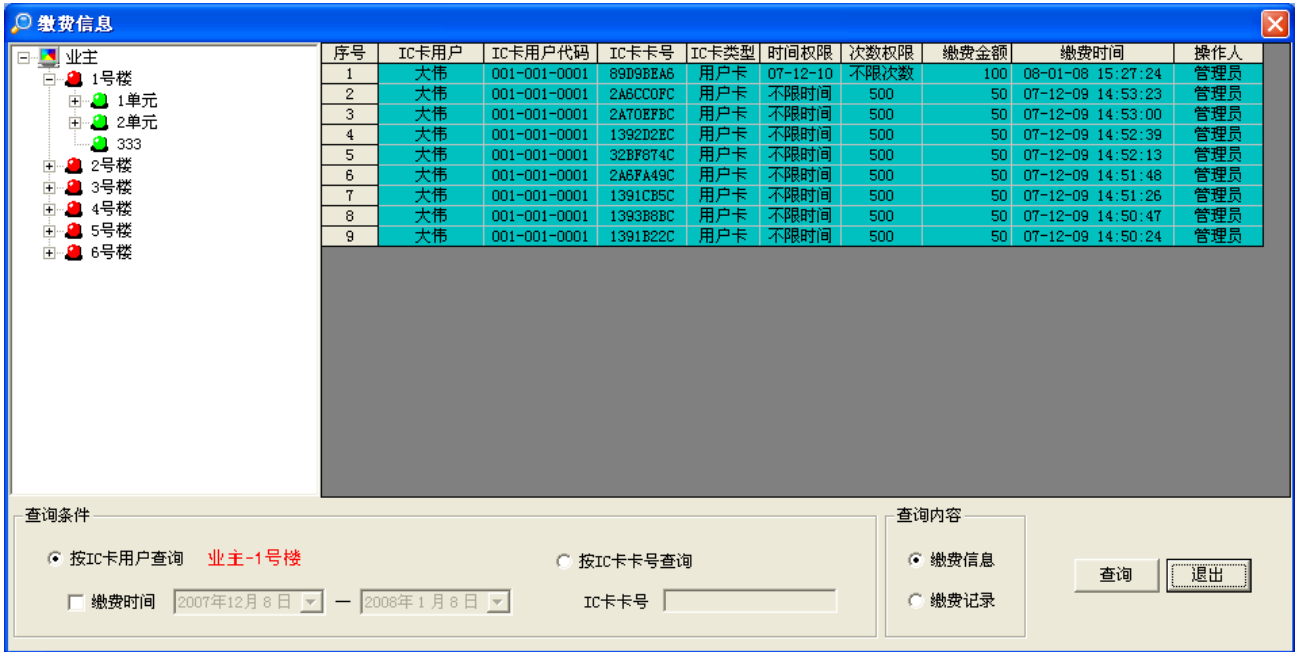 缴费信息
业主
1号楼
1单元
2单元
333
2号楼
3号楼
4号楼
5号楼
6号楼
序号 IC卡用户 IC卡用户代码 IC卡卡号 IC卡类型 时间权限 次数权限 缴费金额 缴费时间 操作人
1 大伟 001-001-0001 89D9BEA6 用户卡 07-12-10 不限次数 100 08-01-08 15:27:24 管理员
2 大伟 001-001-0001 2A6CC0FC 用户卡 不限时间 500 50 07-12-09 14:53:23 管理员
3 大伟 001-001-0001 2A70EFBC 用户卡 不限时间 500 50 07-12-09 14:53:00 管理员
4 大伟 001-001-0001 1392D2EC 用户卡 不限时间 500 50 07-12-09 14:52:39 管理员
5 大伟 001-001-0001 32BF874C 用户卡 不限时间 500 50 07-12-09 14:52:13 管理员
6 大伟 001-001-0001 2A6FA49C 用户卡 不限时间 500 50 07-12-09 14:51:48 管理员
7 大伟 001-001-0001 1391CB5C 用户卡 不限时间 500 50 07-12-09 14:51:26 管理员
8 大伟 001-001-0001 1393B8BC 用户卡 不限时间 500 50 07-12-09 14:50:47 管理员
9 大伟 001-001-0001 1391B22C 用户卡 不限时间 500 50 07-12-09 14:50:24 管理员
查询条件
按IC卡用户查询 业主-1号楼 按IC卡卡号查询
缴费时间 2007年12月 8 日 — 2008年 1 月 8 日 IC卡卡号
查询内容
缴费信息
缴费记录
查询 退出